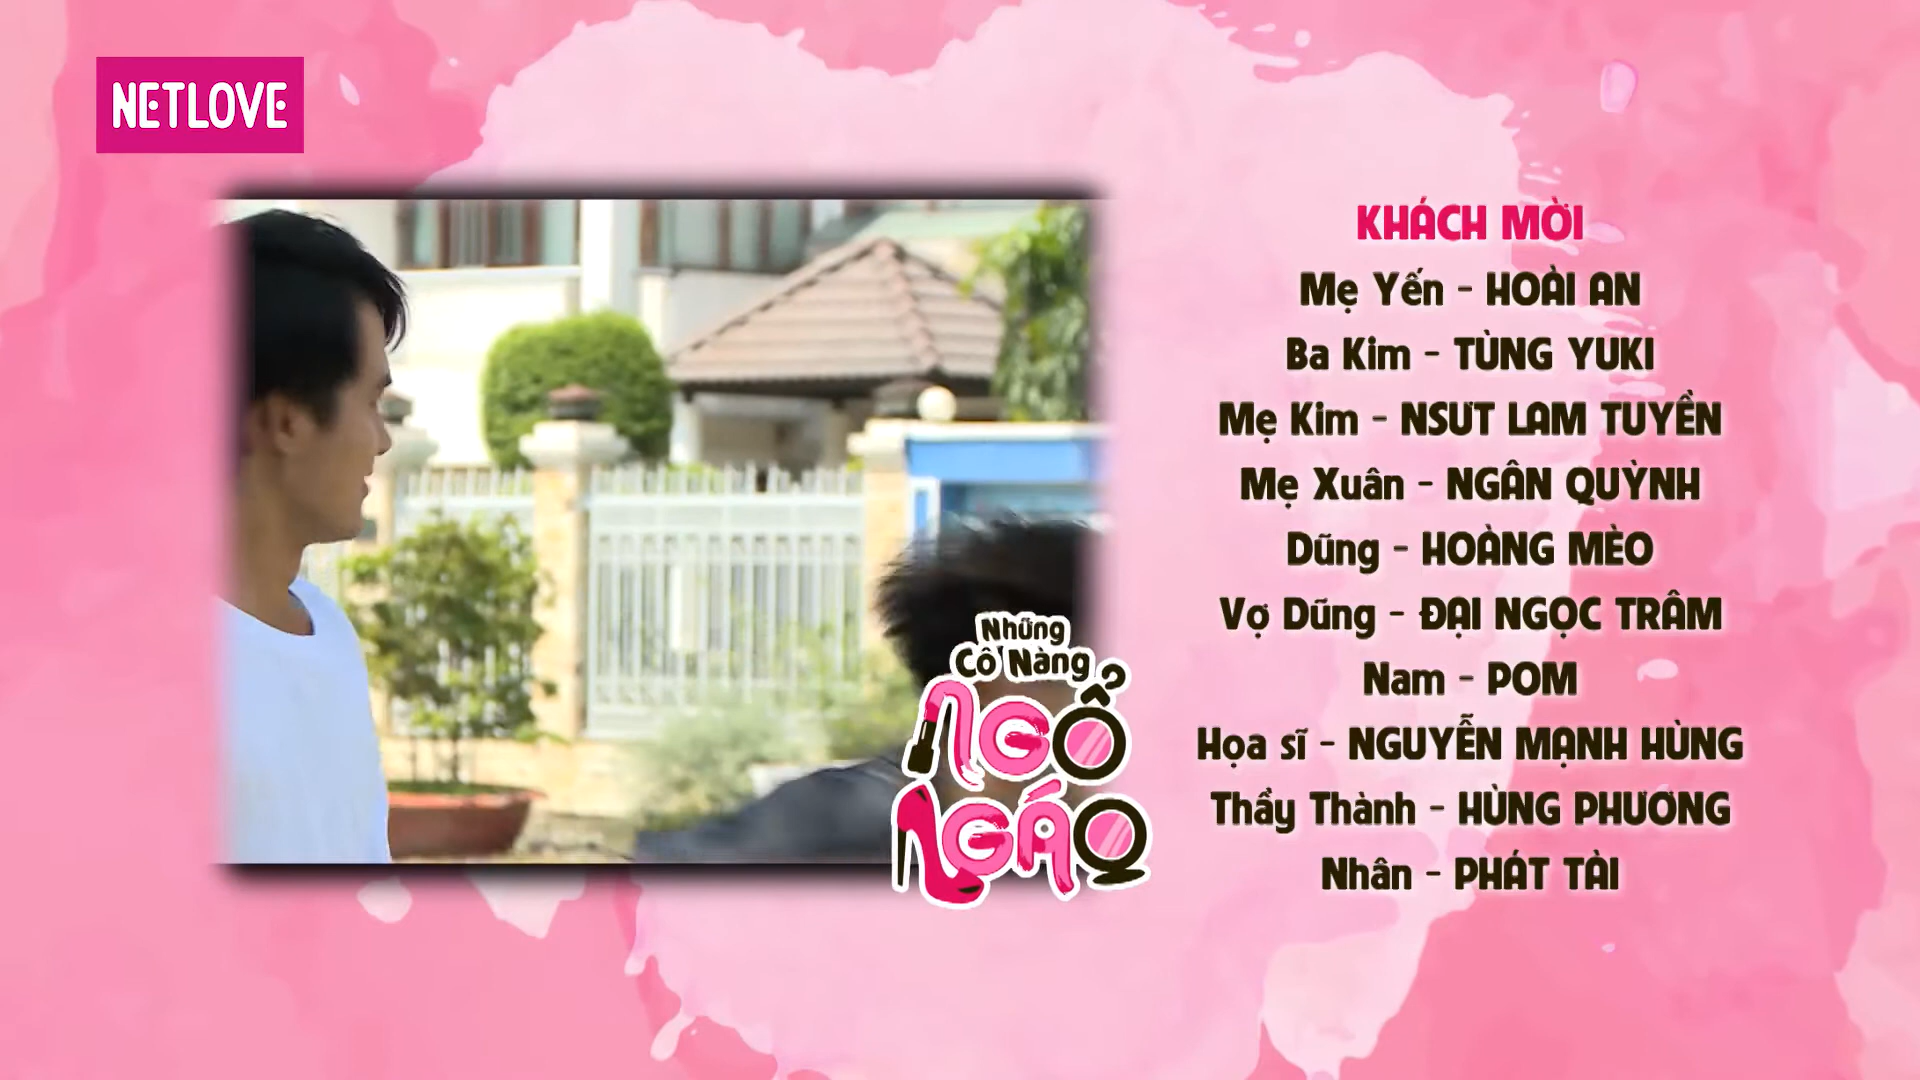 NETLOVE
KHÁCH MỜI
Mẹ Yến - HOÀI AN
Ba Kim - TÙNG YUKI
Mẹ Kim - NSƯT LAM TUYỀN
Mẹ Xuân - NGÂN QUỲNH
Dũng - HOÀNG MÈO
Vợ Dũng - ĐẠI NGỌC TRÂM
Nam - POM
Họa sĩ - NGUYỄN MẠNH HÙNG
Thầy Thành - HÙNG PHƯƠNG
Nhân - PHÁT TÀI
Những
Cô Nàng
NGỔ
NGÁO